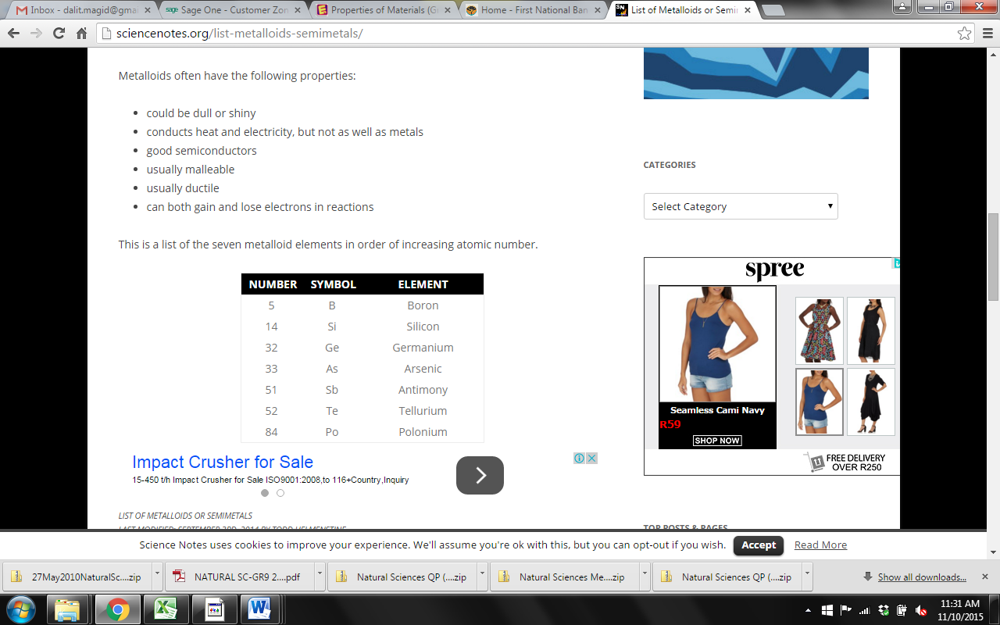 Inbox - dalit.magid@gma
Sage One - Customer Zon
Properties of Materials (Gr
Home - First National Ban
List of Metalloids or Semin
sciencenotes.org/list-metalloids-semimetals/
Metalloids often have the following properties:
could be dull or shiny
conducts heat and electricity, but not as well as metals
good semiconductors
usually malleable
usually ductile
can both gain and lose electrons in reactions
This is a list of the seven metalloid elements in order of increasing atomic number.
NUMBER SYMBOL ELEMENT
5 B Boron
14 Si Silicon
32 Ge Germanium
33 As Arsenic
51 Sb Antimony
52 Te Tellurium
84 Po Polonium
Impact Crusher for Sale
15-450 t/h Impact Crusher for Sale ISO9001:2008,to 116+Country,Inquiry
LIST OF METALLOIDS OR SEMIMETALS
LAST MODIFIED: SEPTEMBER 3RD, 2014 BY TODD HELMENSTINE
CATEGORIES
Select Category
spree
Seamless Cami Navy
R59
SHOP NOW
FREE DELIVERY
OVER R250
TOP POSTS & PAGES
Science Notes uses cookies to improve your experience. We'll assume you're ok with this, but you can opt-out if you wish. Accept Read More
27May2010NaturalSc....zip
NATURAL SC-GR9 2....pdf
Natural Sciences QP (....zip
Natural Sciences Me....zip
Natural Sciences QP (....zip
Show all downloads...
11:31 AM
11/10/2015